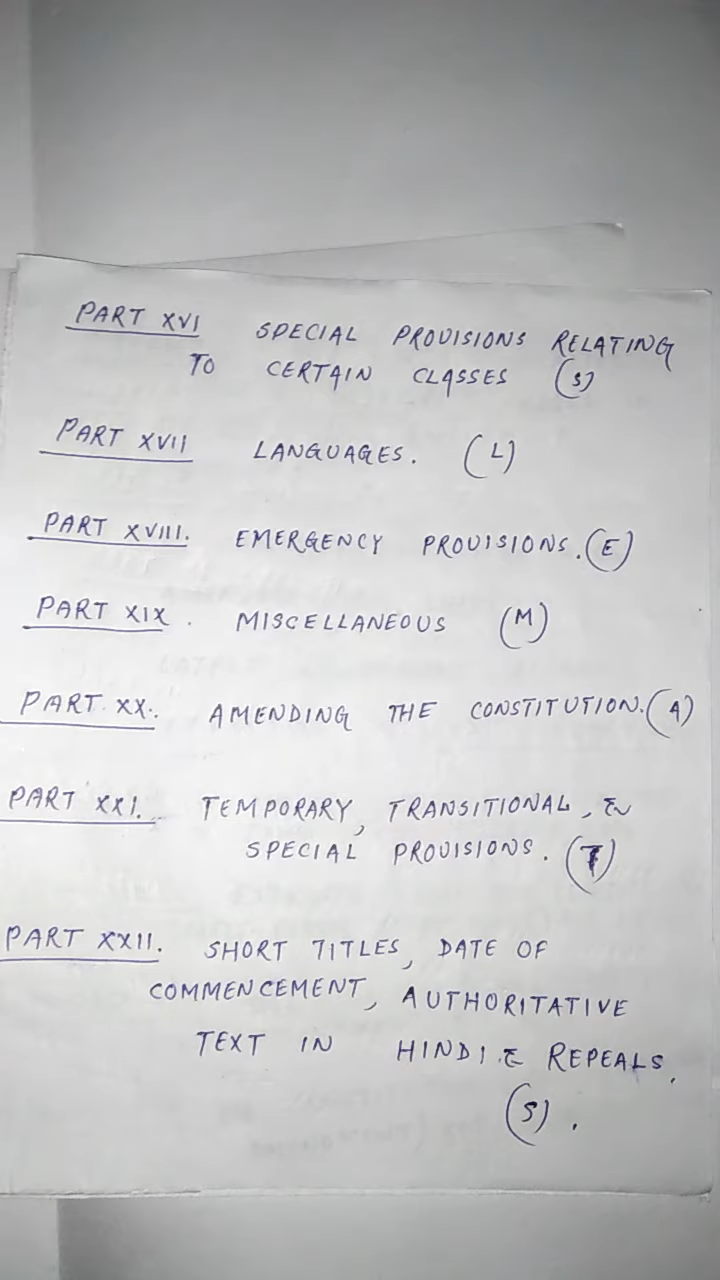 PART XVI SPECIAL PROVISIONS RELATING
TO CERTAIN CLASSES (S)
PART XVII LANGUAGES. (L)
PART XVIII. EMERGENCY PROVISIONS. (E)
PART XIX. MISCELLANEOUS (M)
PART XX. AMENDING THE CONSTITUTION. (A)
PART XXI. TEMPORARY, TRANSITIONAL, &
SPECIAL PROVISIONS. (T)
PART XXII. SHORT TITLES, DATE OF
COMMENCEMENT, AUTHORITATIVE
TEXT IN HINDI & REPEALS.
(S).